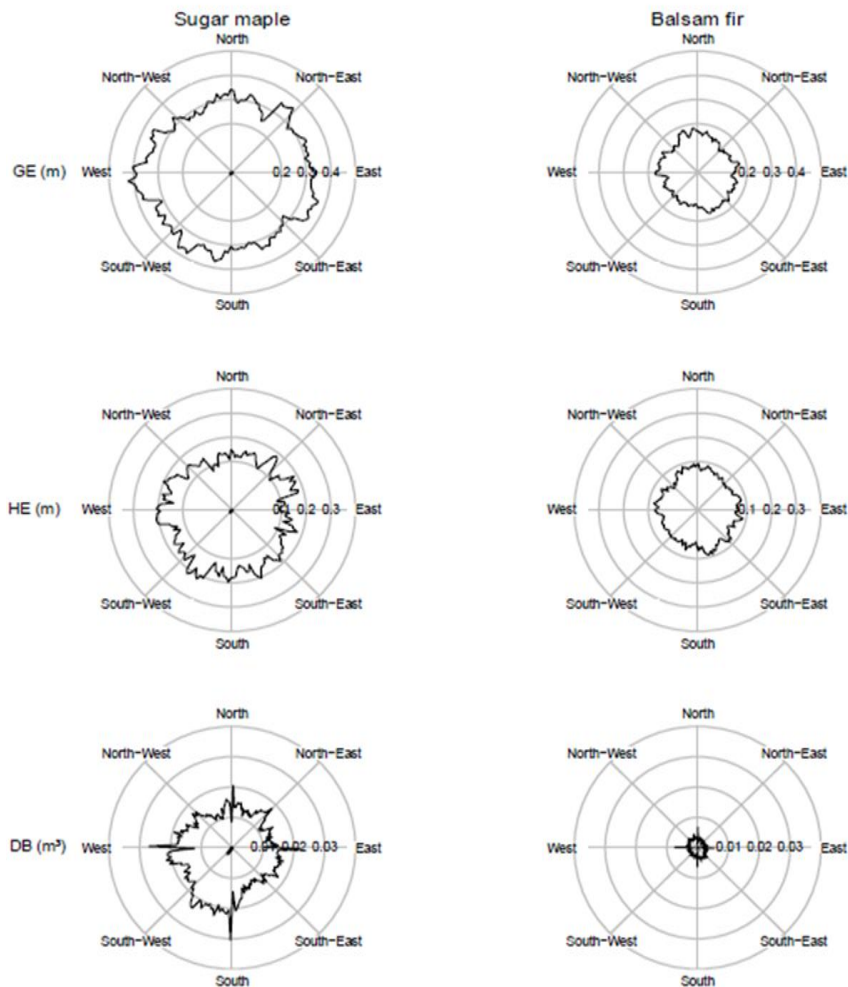 Sugar maple Balsam fir
North North
North-West North-East North-West North-East
GE (m) West 0.2 0.3 0.4 East West 0.2 0.3 0.4 East
South-West South-East South-West South-East
South South
North North
North-West North-East North-West North-East
HE (m) West 0.1 0.2 0.3 East West 0.1 0.2 0.3 East
South-West South-East South-West South-East
South South
North North
North-West North-East North-West North-East
DB (m³) West 0.01 0.02 0.03 East West 0.01 0.02 0.03 East
South-West South-East South-West South-East
South South